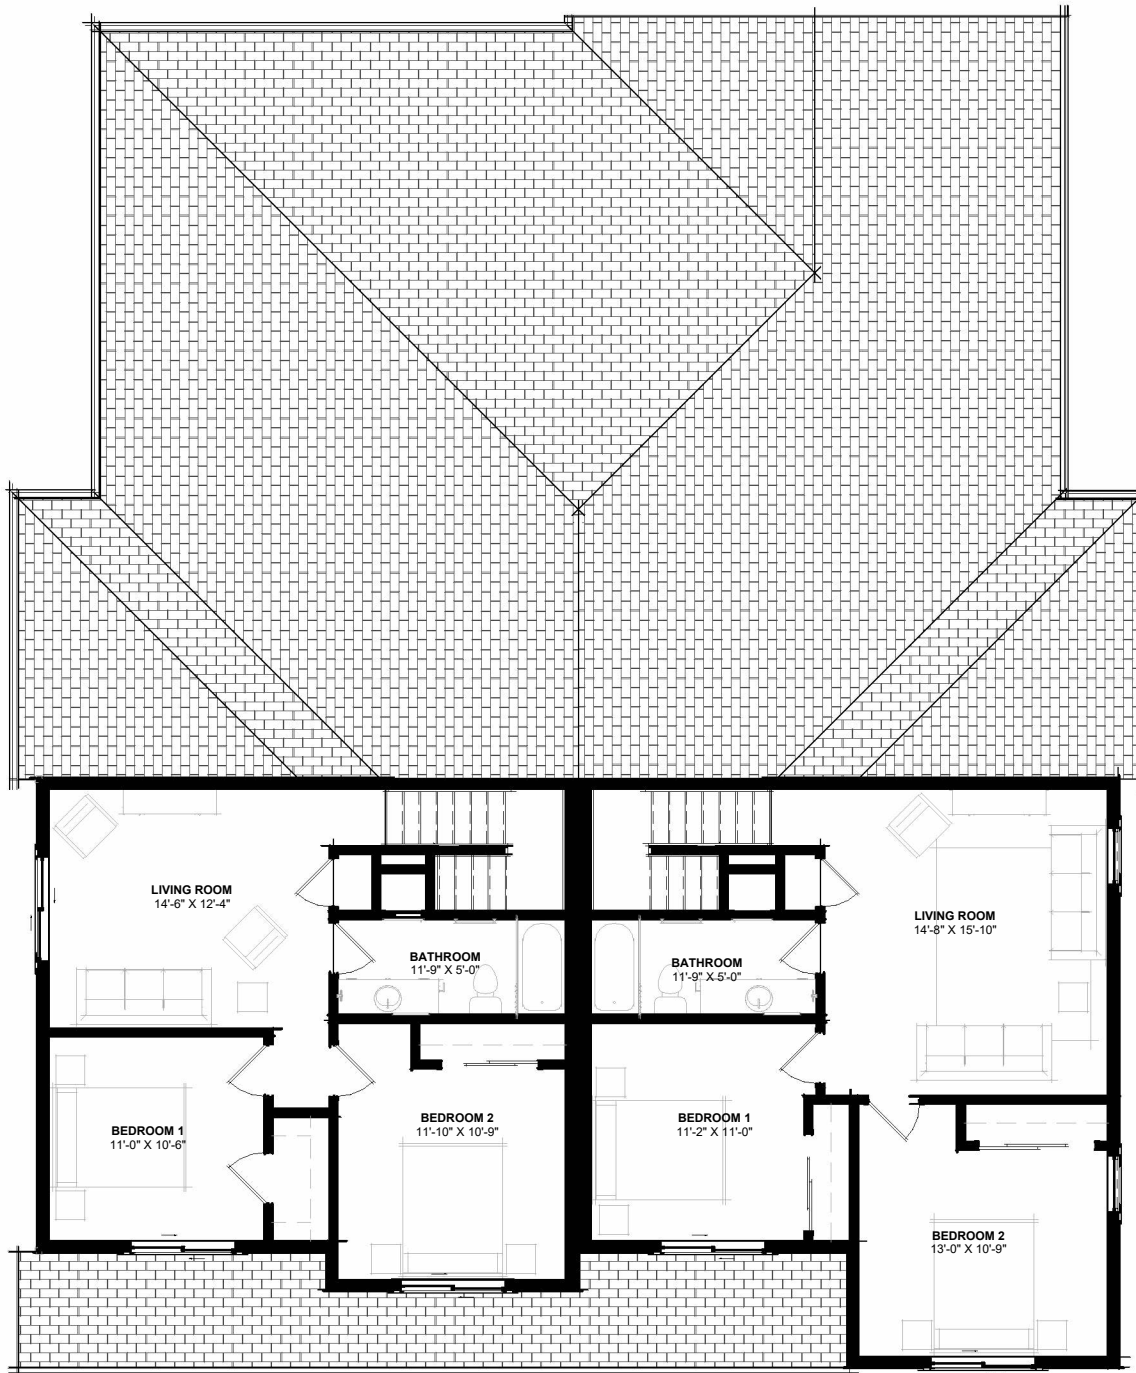 LIVING ROOM
14'-6" X 12'-4"
BATHROOM
11'-9" X 5'-0"
BEDROOM 1
11'-0" X 10'-6"
BEDROOM 2
11'-10" X 10'-9"
BATHROOM
11'-9" X 5'-0"
LIVING ROOM
14'-8" X 15'-10"
BEDROOM 1
11'-2" X 11'-0"
BEDROOM 2
13'-0" X 10'-9"